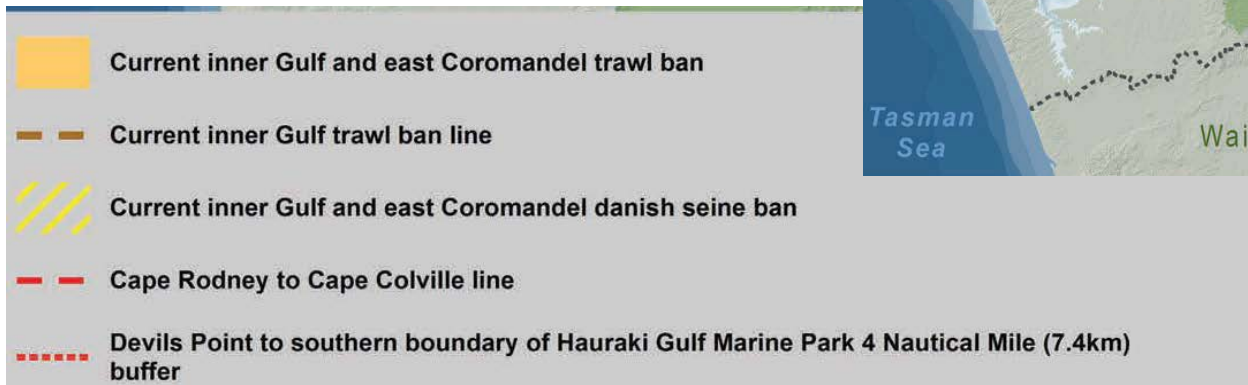 Current inner Gulf and east Coromandel trawl ban
Current inner Gulf trawl ban line
Current inner Gulf and east Coromandel danish seine ban
Cape Rodney to Cape Colville line
Devils Point to southern boundary of Hauraki Gulf Marine Park 4 Nautical Mile (7.4km)
buffer
Tasman
Sea
Wai